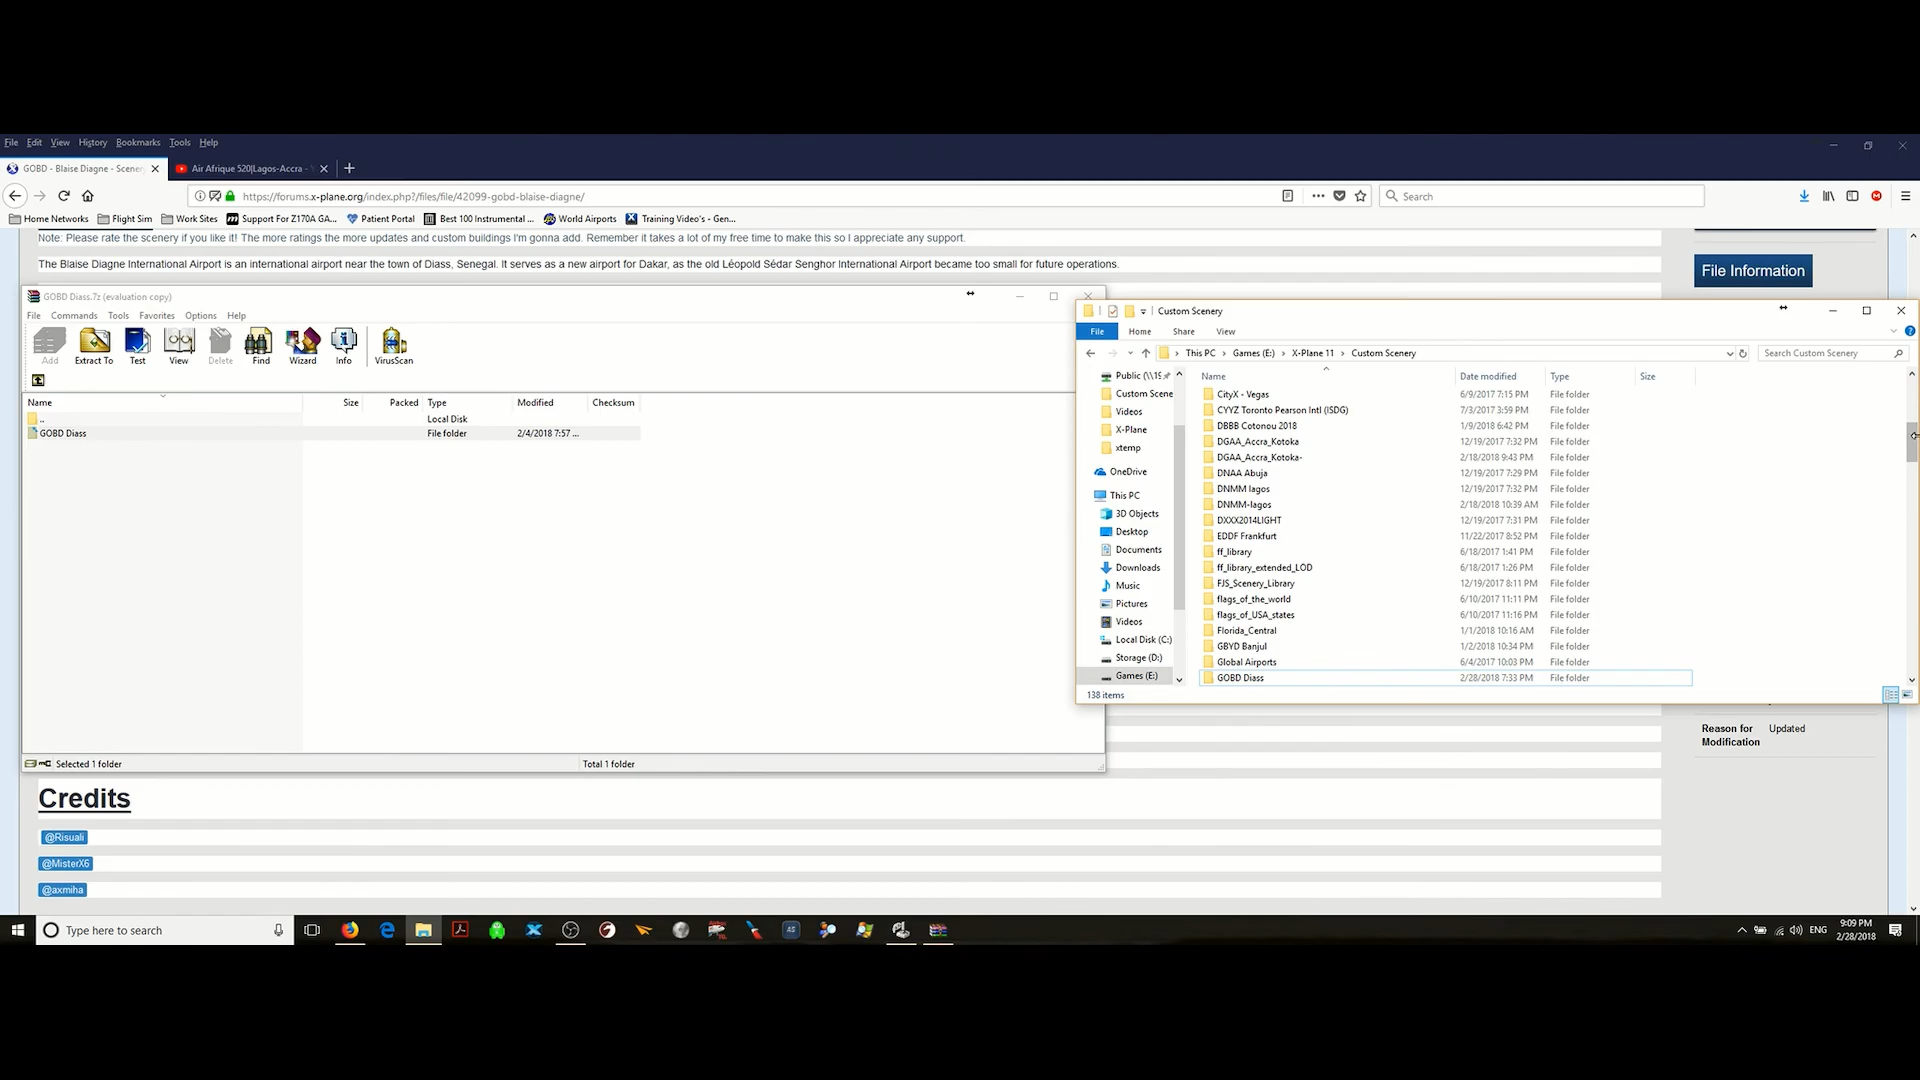 File Edit View History Bookmarks Tools Help
GOBD - Blaise Diagne - Scener
Air Afrique 520|Lagos-Accra -
https://forums.x-plane.org/index.php?/files/file/42099-gobd-blaise-diagne/
Search
Home Networks Flight Sim Work Sites Support For Z170A GA... Patient Portal Best 100 Instrumental ... World Airports Training Video's - Gen...
Note: Please rate the scenery if you like it! The more ratings the more updates and custom buildings I'm gonna add. Remember it takes a lot of my free time to make this so I appreciate any support.
The Blaise Diagne International Airport is an international airport near the town of Diass, Senegal. It serves as a new airport for Dakar, as the old Léopold Sédar Senghor International Airport became too small for future operations.
File Information
GOBD Diass.7z (evaluation copy)
File Commands Tools Favorites Options Help
Add Extract To Test View Delete Find Wizard Info VirusScan
Name Size Packed Type Modified Checksum
.. Local Disk
GOBD Diass File folder 2/4/2018 7:57 ...
Selected 1 folder Total 1 folder
Custom Scenery
File Home Share View
This PC Games (E:) X-Plane 11 Custom Scenery
Search Custom Scenery
Public (\\19
Custom Scene
Videos
X-Plane
xtemp
OneDrive
This PC
3D Objects
Desktop
Documents
Downloads
Music
Pictures
Videos
Local Disk (C:)
Storage (D:)
Games (E:)
Name Date modified Type Size
CityX - Vegas 6/9/2017 7:15 PM File folder
CYYZ Toronto Pearson Intl (ISDG) 7/3/2017 3:59 PM File folder
DBBB Cotonou 2018 1/9/2018 6:42 PM File folder
DGAA_Accra_Kotoka 12/19/2017 7:32 PM File folder
DGAA_Accra_Kotoka- 2/18/2018 9:43 PM File folder
DNAA Abuja 12/19/2017 7:29 PM File folder
DNMM lagos 12/19/2017 7:32 PM File folder
DNMM-lagos 2/18/2018 10:39 AM File folder
DXXX2014LIGHT 12/19/2017 7:31 PM File folder
EDDF Frankfurt 11/22/2017 8:52 PM File folder
ff_library 6/18/2017 1:41 PM File folder
ff_library_extended_LOD 6/18/2017 1:26 PM File folder
FJS_Scenery_Library 12/19/2017 8:11 PM File folder
flags_of_the_world 6/10/2017 11:11 PM File folder
flags_of_USA_states 6/10/2017 11:16 PM File folder
Florida_Central 1/1/2018 10:16 AM File folder
GBYD Banjul 1/2/2018 10:34 PM File folder
Global Airports 6/4/2017 10:03 PM File folder
GOBD Diass 2/28/2018 7:33 PM File folder
138 items
Reason for Modification Updated
Credits
@Risuali
@MisterX6
@axmiha
Type here to search
ENG
9:09 PM
2/28/2018